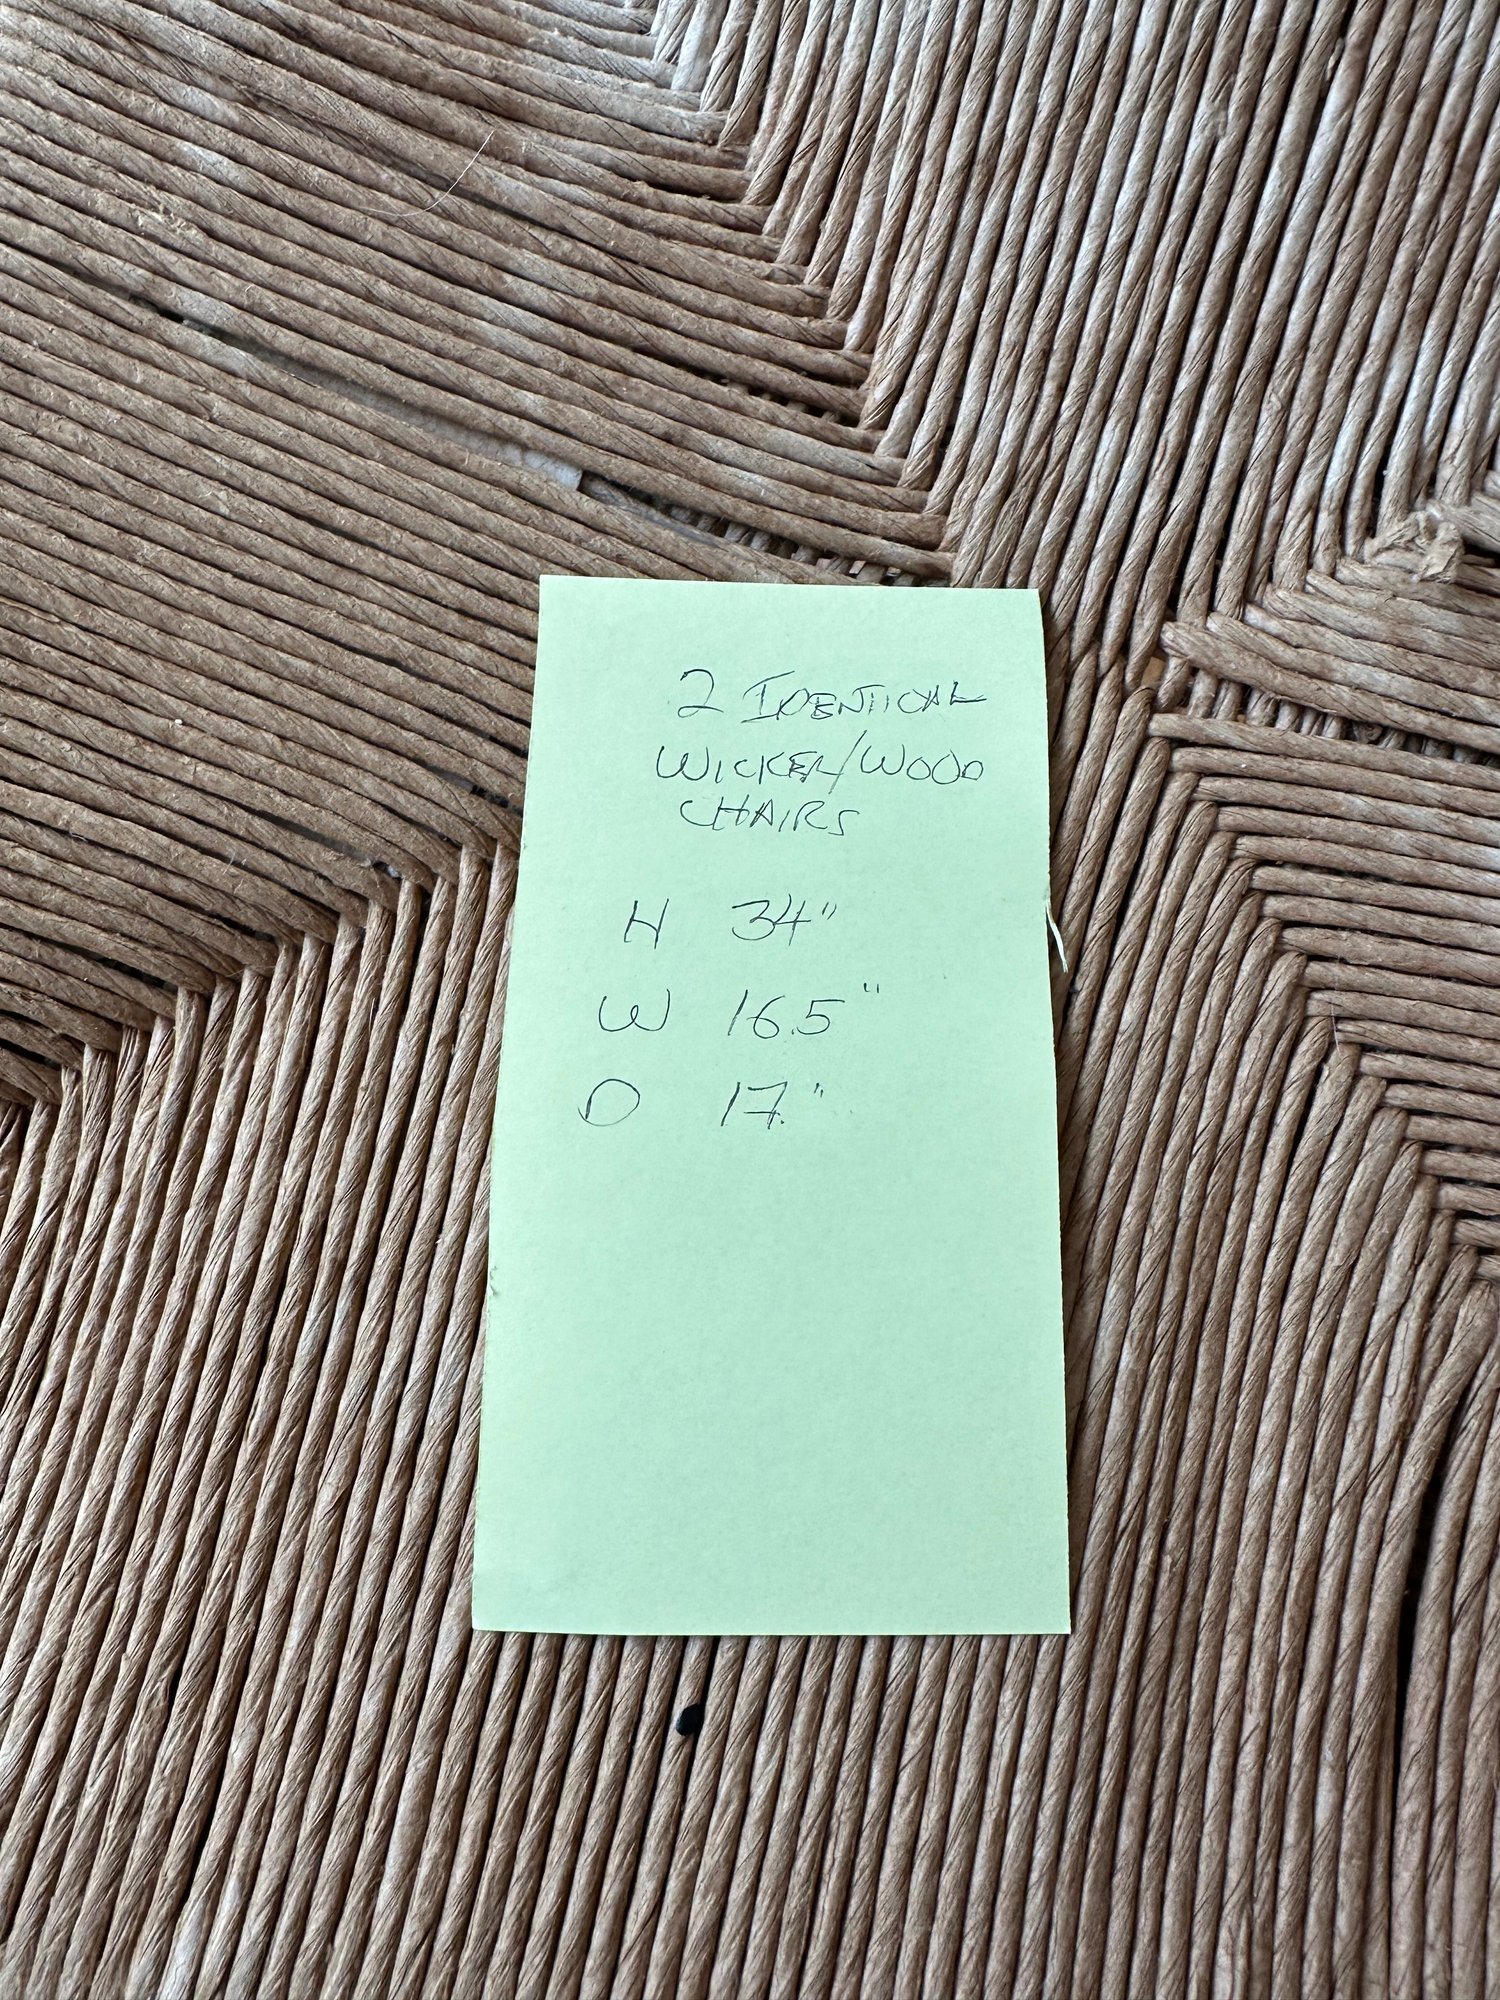 2 IDENTICAL
WICKER/WOOD
CHAIRS
H 34"
W 16.5"
D 17"